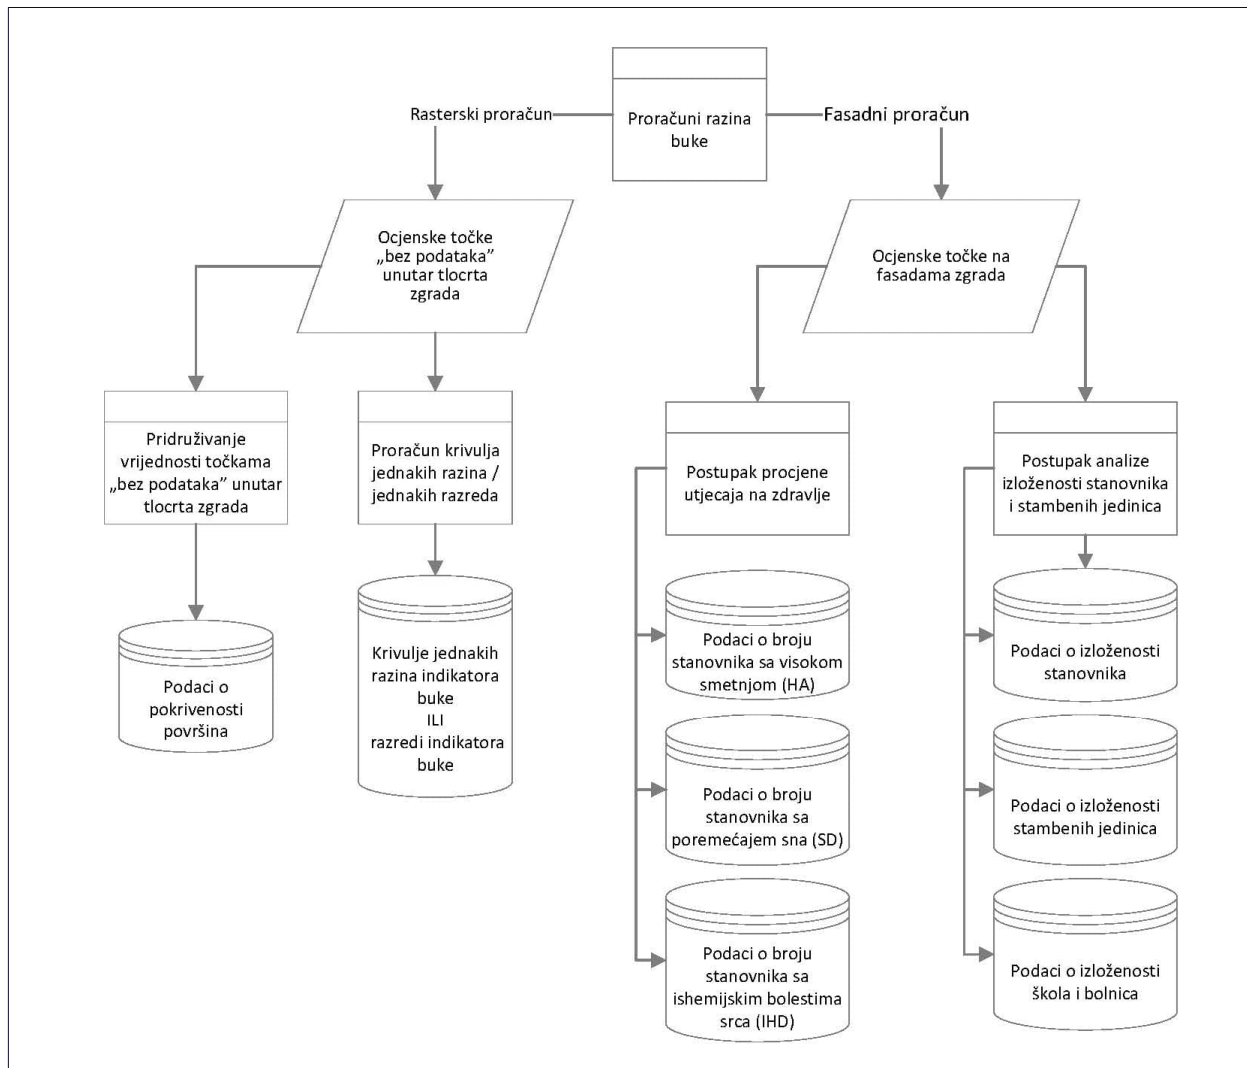 Rasterski proračun
Proračuni razina
buke
Fasadni proračun
Ocjenske točke
„bez podataka”
unutar tlocrta
zgrada
Ocjenske točke na
fasadama zgrada
Pridruživanje
vrijednosti točkama
„bez podataka” unutar
tlocrta zgrada
Proračun krivulja
jednakih razina /
jednakih razreda
Postupak procjene
utjecaja na zdravlje
Postupak analize
izloženosti stanovnika
i stambenih jedinica
Podaci o
pokrivenosti
površina
Krivulje jednakih
razina indikatora
buke
ILI
razredi indikatora
buke
Podaci o broju
stanovnika sa visokom
smetnjom (HA)
Podaci o izloženosti
stanovnika
Podaci o broju
stanovnika sa
poremećajem sna (SD)
Podaci o izloženosti
stambenih jedinica
Podaci o broju
stanovnika sa
ishemijskim bolestima
srca (IHD)
Podaci o izloženosti
škola i bolnica